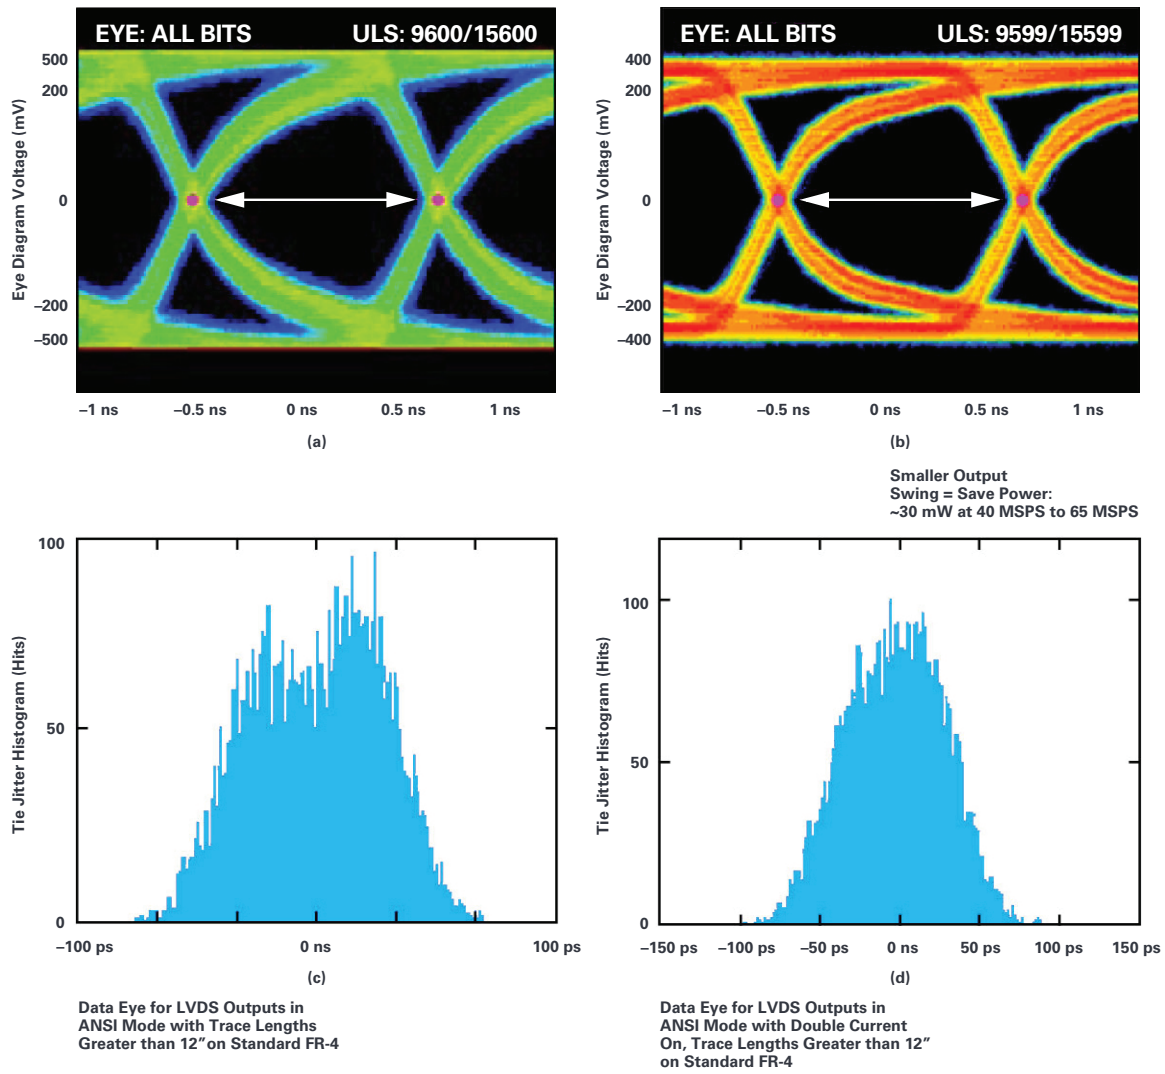 EYE: ALL BITS ULS: 9600/15600
500
200
0
–200
–500
Eye Diagram Voltage (mV)
–1 ns –0.5 ns 0 ns 0.5 ns 1 ns
(a)
EYE: ALL BITS ULS: 9599/15599
400
200
0
–200
–400
Eye Diagram Voltage (mV)
–1 ns –0.5 ns 0 ns 0.5 ns 1 ns
(b)
Smaller Output
Swing = Save Power:
~30 mW at 40 MSPS to 65 MSPS
100
50
0
Tie Jitter Histogram (Hits)
–100 ps 0 ns 100 ps
(c)
Data Eye for LVDS Outputs in
ANSI Mode with Trace Lengths
Greater than 12" on Standard FR-4
100
50
0
Tie Jitter Histogram (Hits)
–150 ps –100 ps –50 ps 0 ns 50 ps 100 ps 150 ps
(d)
Data Eye for LVDS Outputs in
ANSI Mode with Double Current
On, Trace Lengths Greater than 12"
on Standard FR-4